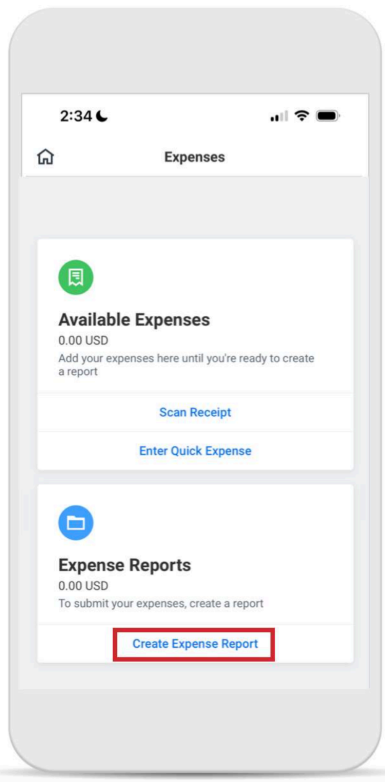 2:34
Expenses
Available Expenses
0.00 USD
Add your expenses here until you're ready to create
a report
Scan Receipt
Enter Quick Expense
Expense Reports
0.00 USD
To submit your expenses, create a report
Create Expense Report